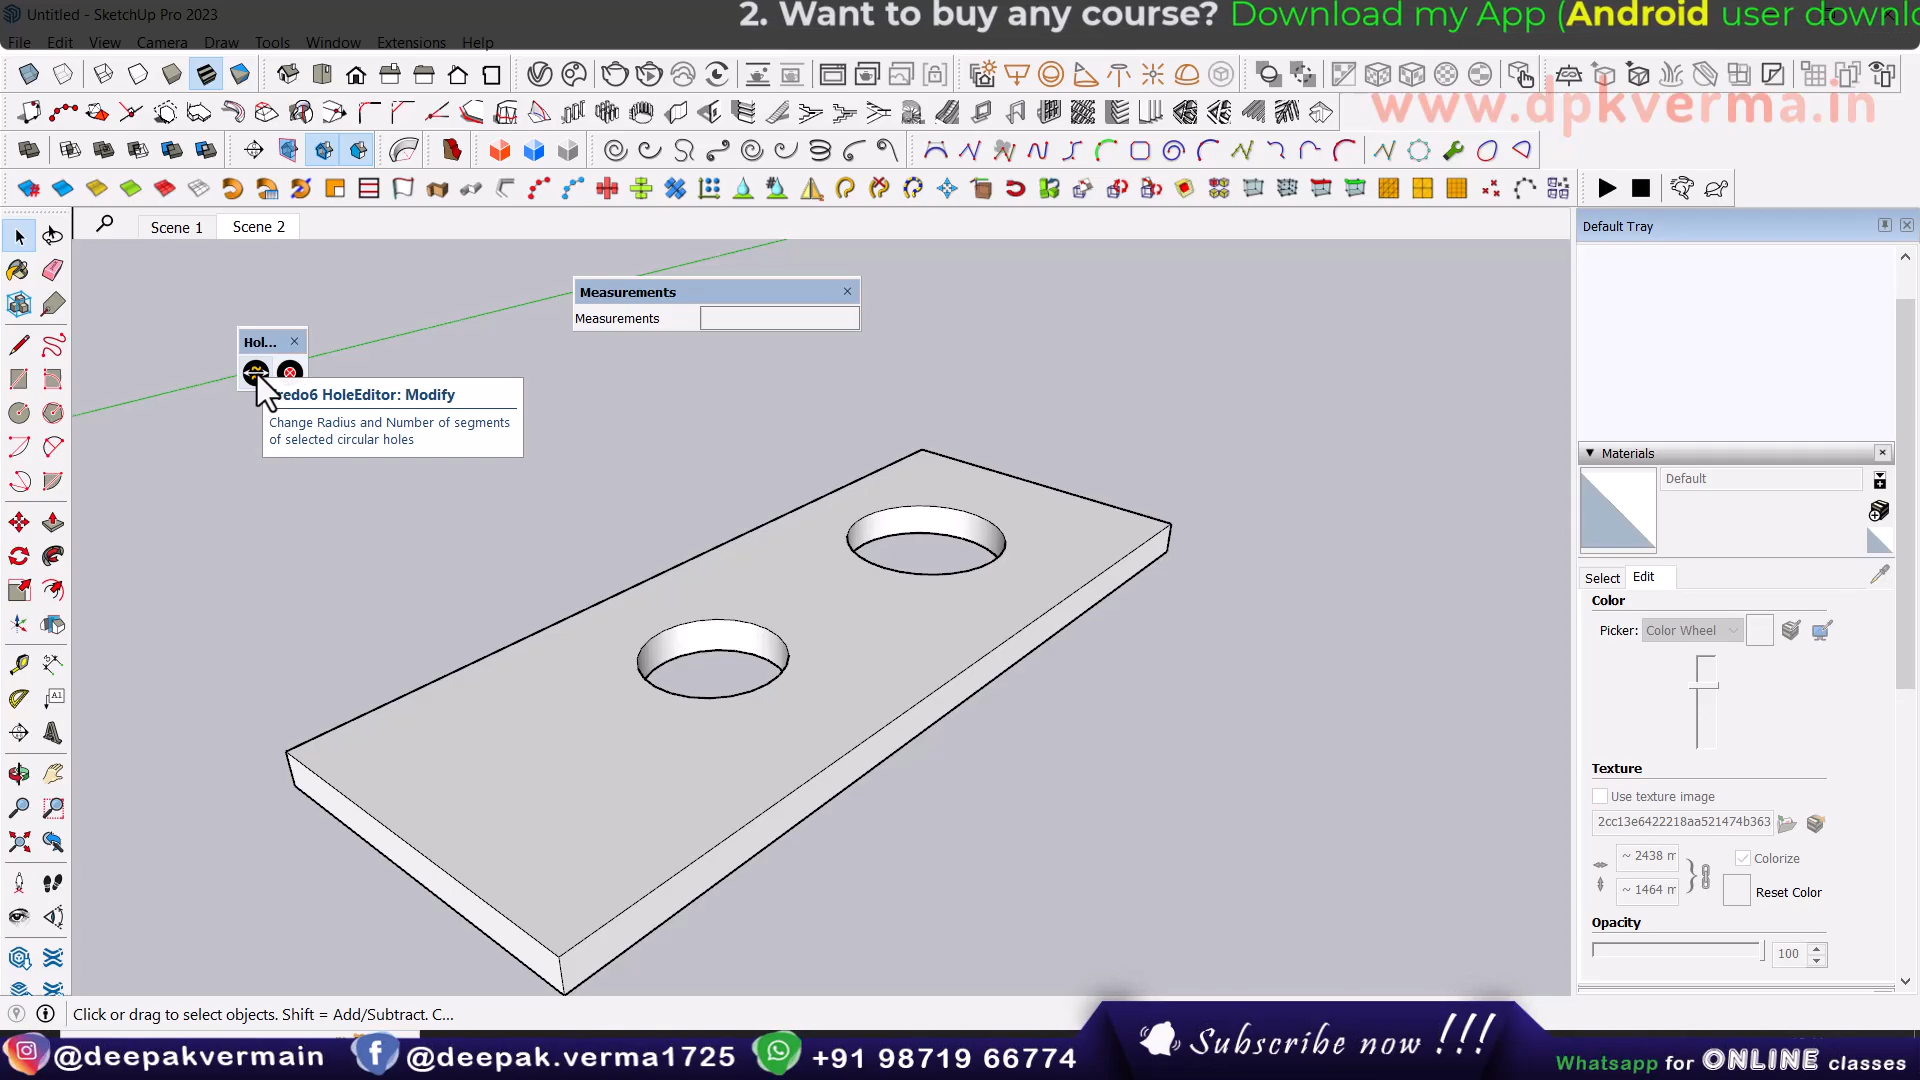 Untitled - SketchUp Pro 2023
2. Want to buy any course? Download my App (Android user downlo
File Edit View Camera Draw Tools Window Extensions Help
www.dpkverma.in
Scene 1
Scene 2
Default Tray
Measurements
Measurements
Hol...
redo6 HoleEditor: Modify
Change Radius and Number of segments
of selected circular holes
A1
Materials
Default
Select
Edit
Color
Picker:
Color Wheel
Texture
Use texture image
2cc13e6422218aa521474b363
~ 2438 m
Colorize
~ 1464 m
Reset Color
Opacity
100
Click or drag to select objects. Shift = Add/Subtract. C...
@deepakvermain
@deepak.verma1725
+91 98719 66774
Subscribe now !!!
Whatsapp for ONLINE classes